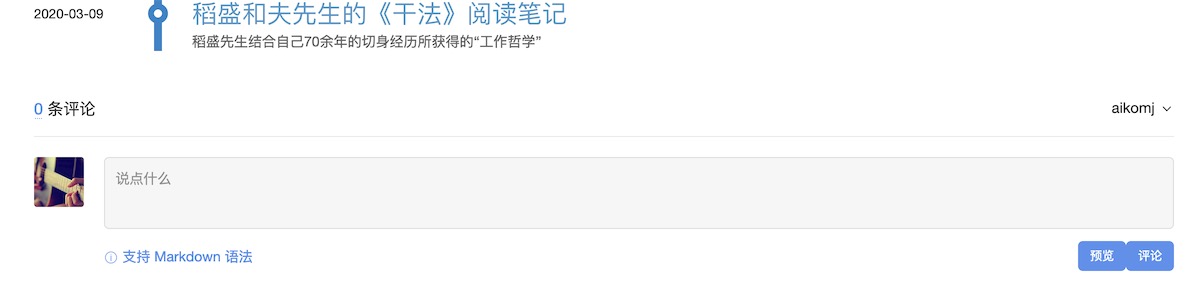 2020-03-09
稻盛和夫先生的《干法》阅读笔记
稻盛先生结合自己70余年的切身经历所获得的“工作哲学”
0 条评论
aikomj
说点什么
支持 Markdown 语法
预览
评论